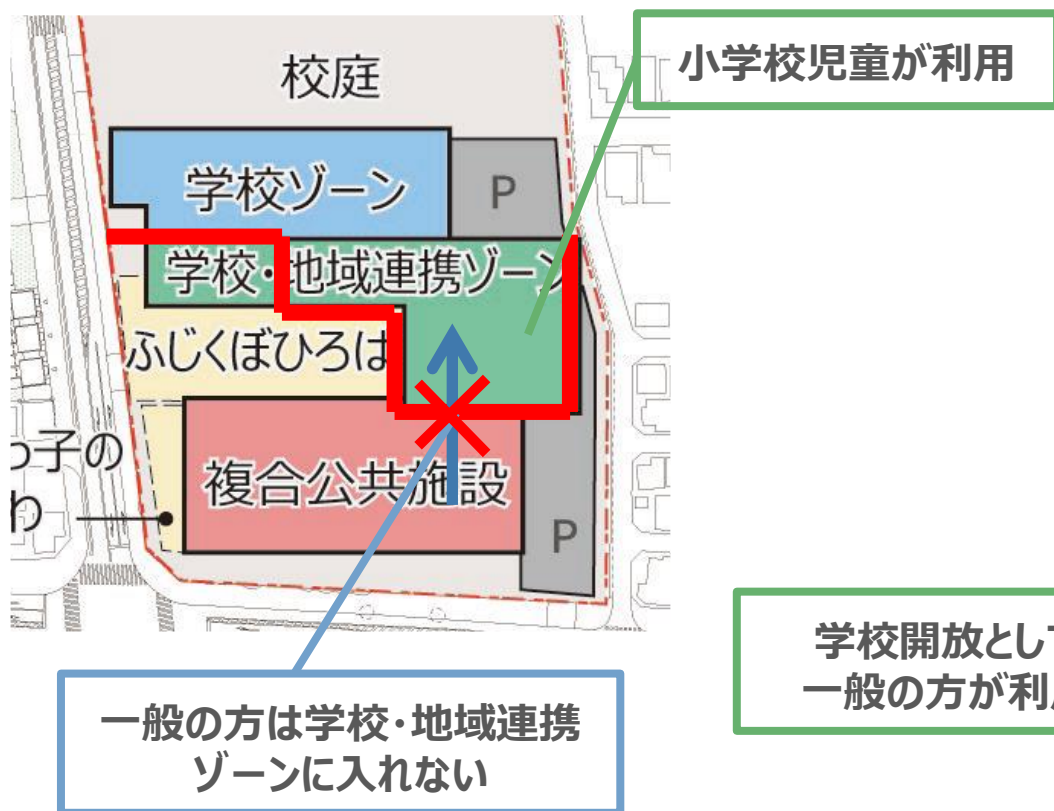 小学校児童が利用
校庭
学校ゾーン
P
学校・地域連携ゾーン
ふじくぼひろば
っ子の
り
複合公共施設
P
学校開放とし
一般の方が利
一般の方は学校・地域連携
ゾーンに入れない